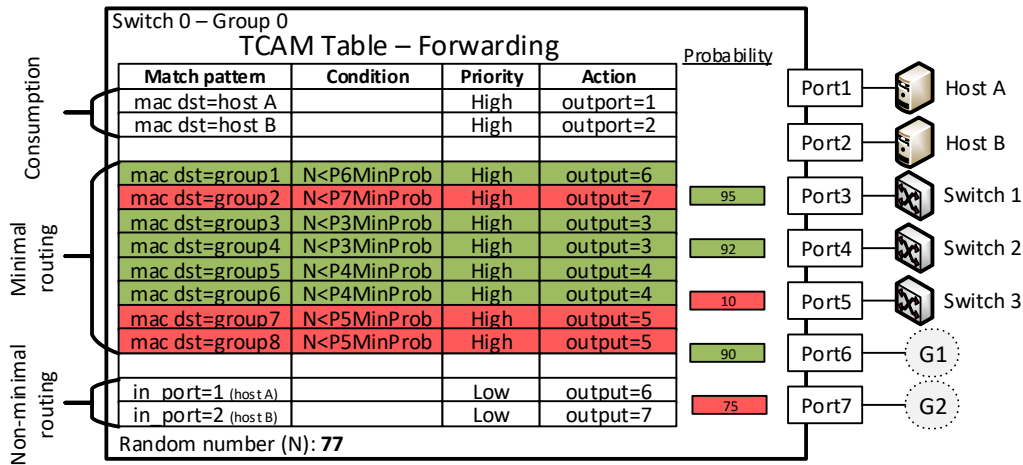 Switch 0 – Group 0
TCAM Table – Forwarding
Probability
Match pattem Condition Priority Action
Consumption
mac dst=host A High outport=1
mac dst=host B High outport=2
Minimal routing
mac dst=group1 N<P6MinProb High output=6
mac dst=group2 N<P7MinProb High output=7
mac dst=group3 N<P3MinProb High output=3
mac dst=group4 N<P3MinProb High output=3
mac dst=group5 N<P4MinProb High output=4
mac dst=group6 N<P4MinProb High output=4
mac dst=group7 N<P5MinProb High output=5
mac dst=group8 N<P5MinProb High output=5
Non-minimal routing
in_port=1 (host A) Low output=6
in_port=2 (host B) Low output=7
Random number (N): 77
95
92
10
90
75
Port1 Host A
Port2 Host B
Port3 Switch 1
Port4 Switch 2
Port5 Switch 3
Port6 G1
Port7 G2